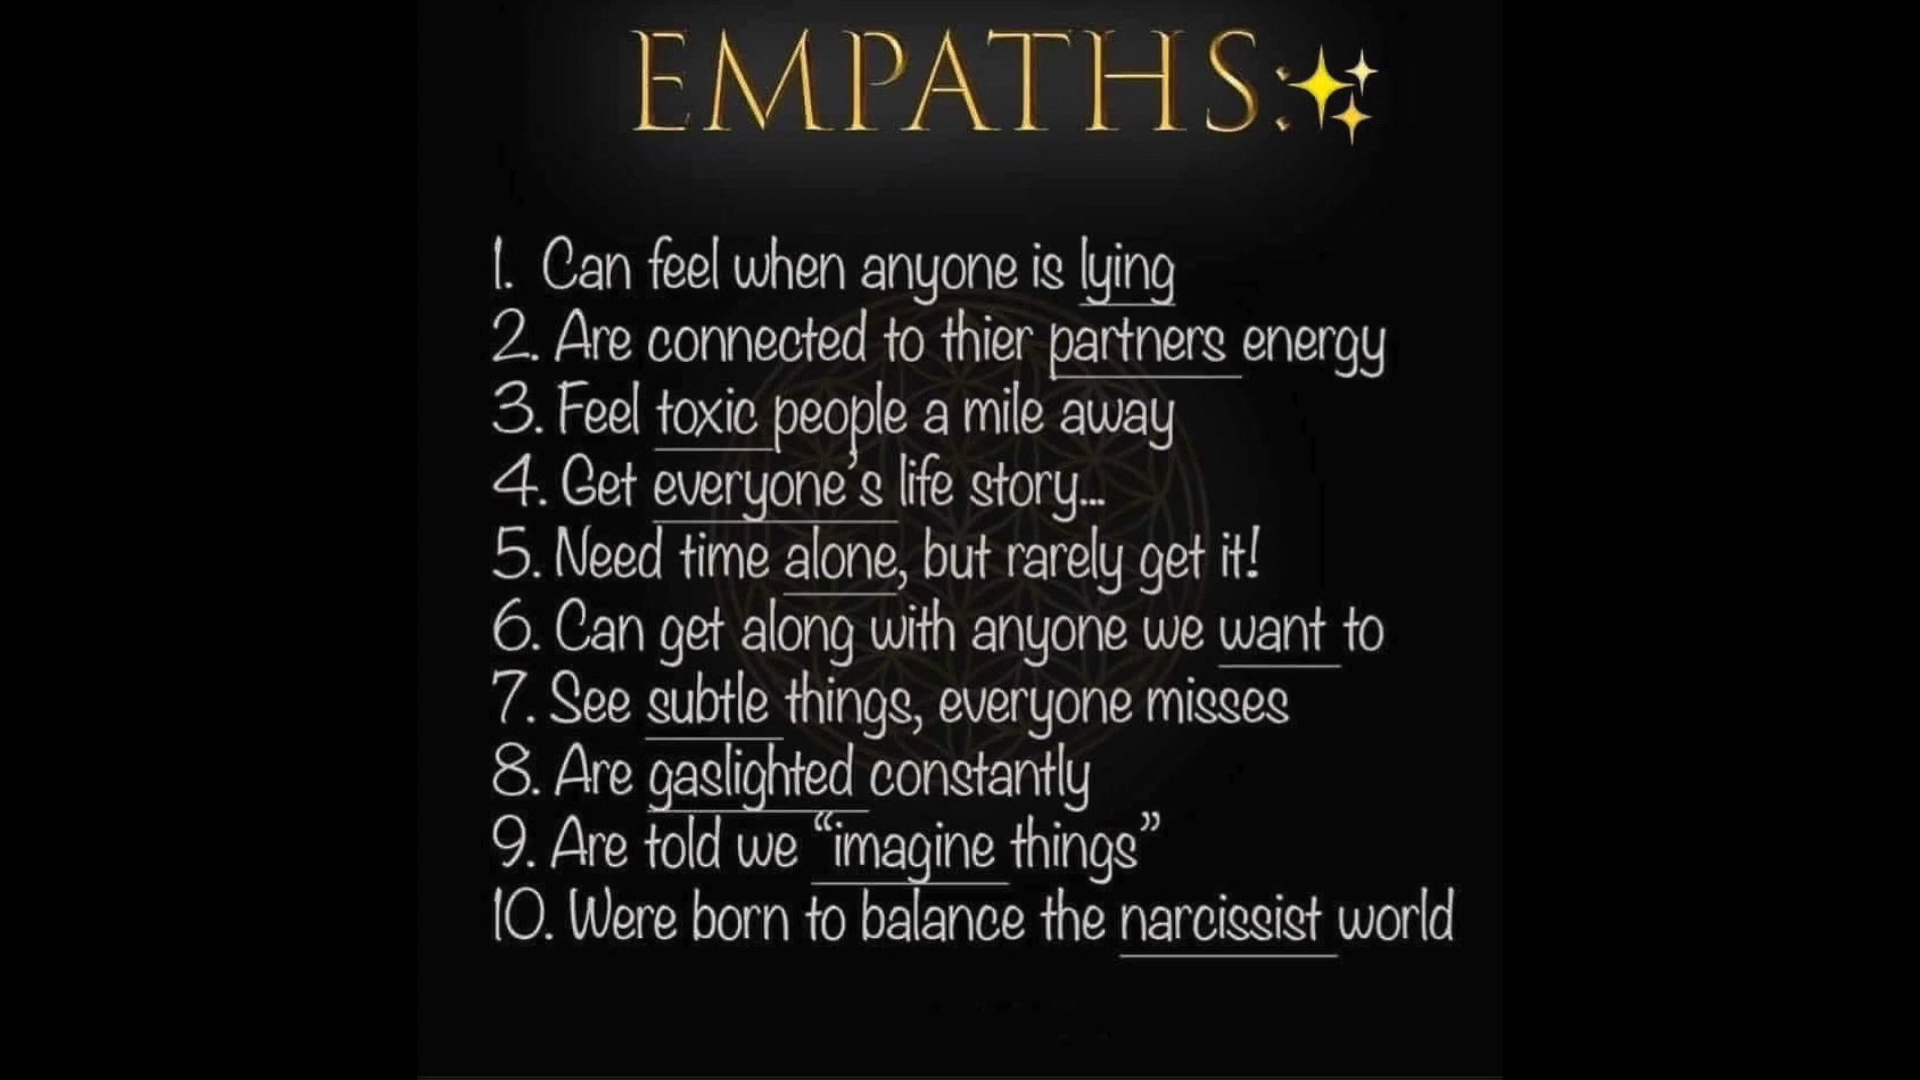 EMPATHS:✨
1. Can feel when anyone is lying
2. Are connected to thier partners energy
3. Feel toxic people a mile away
4. Get everyone's life story...
5. Need time alone, but rarely get it!
6. Can get along with anyone we want to
7. See subtle things, everyone misses
8. Are gaslighted constantly
9. Are told we “imagine things”
10. Were born to balance the narcissist world